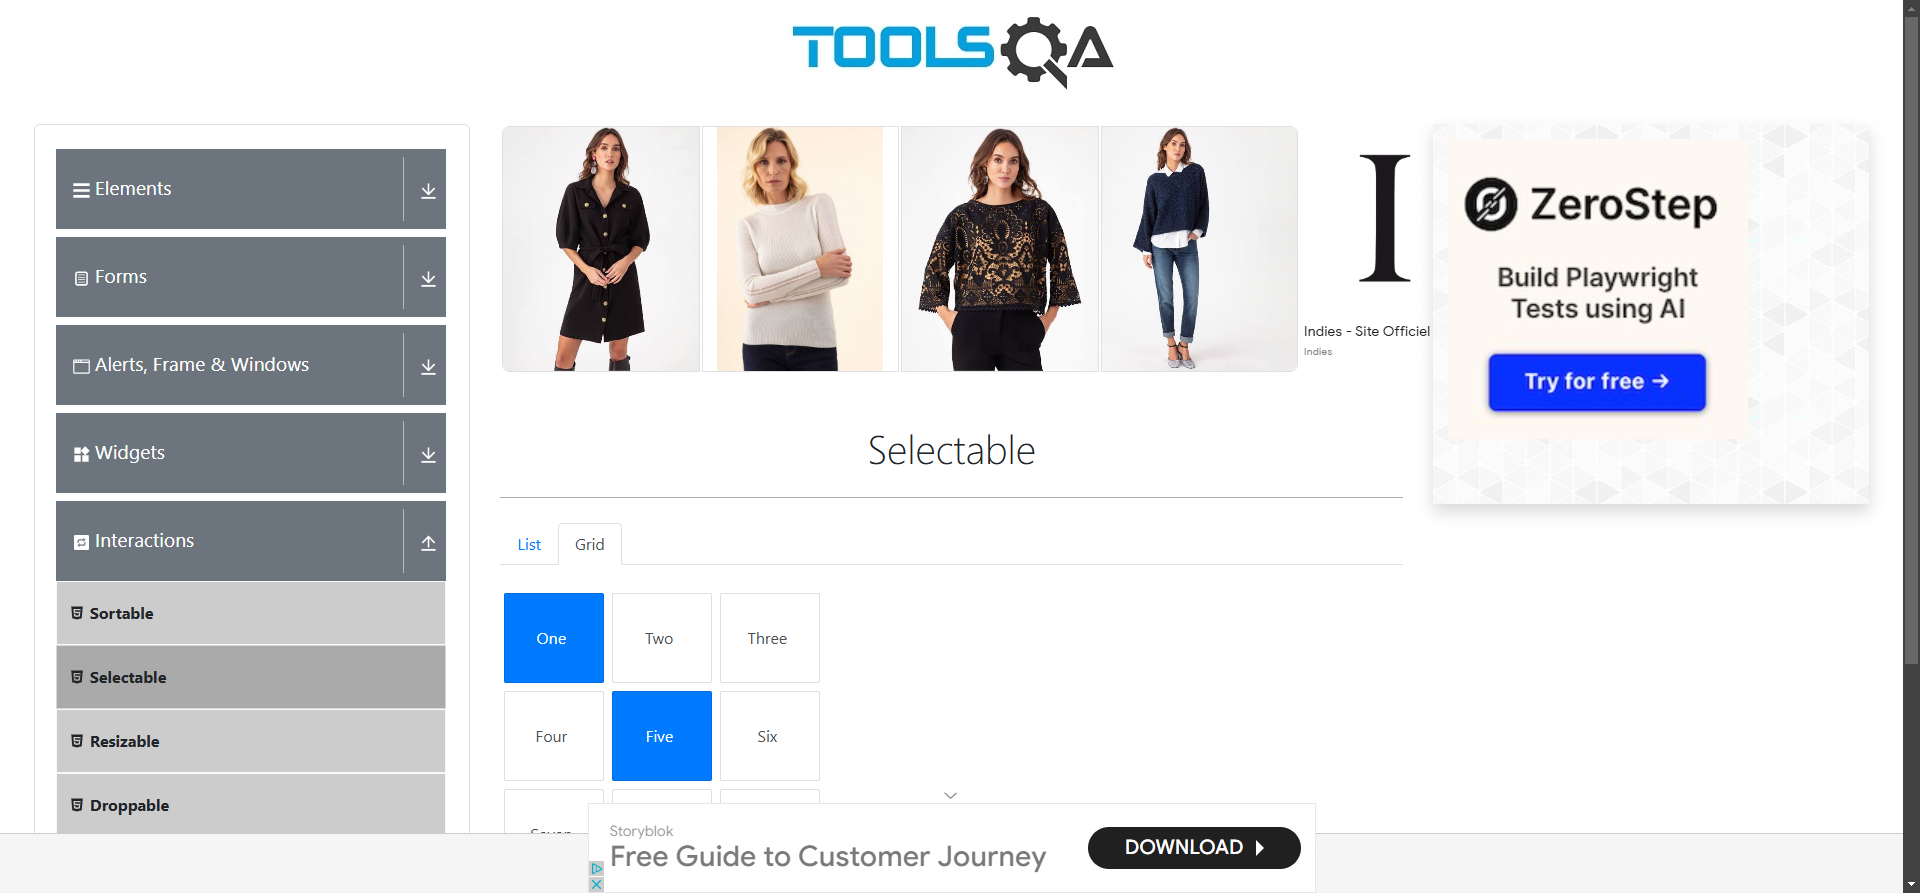 TOOLSQA
Elements
Forms
Alerts, Frame & Windows
Widgets
Interactions
Sortable
Selectable
Resizable
Droppable
I
Indies - Site Officiel
Indies
ZeroStep
Build Playwright
Tests using AI
Try for free →
Selectable
List
Grid
One
Two
Three
Four
Five
Six
Seven
Storyblok
Free Guide to Customer Journey
DOWNLOAD